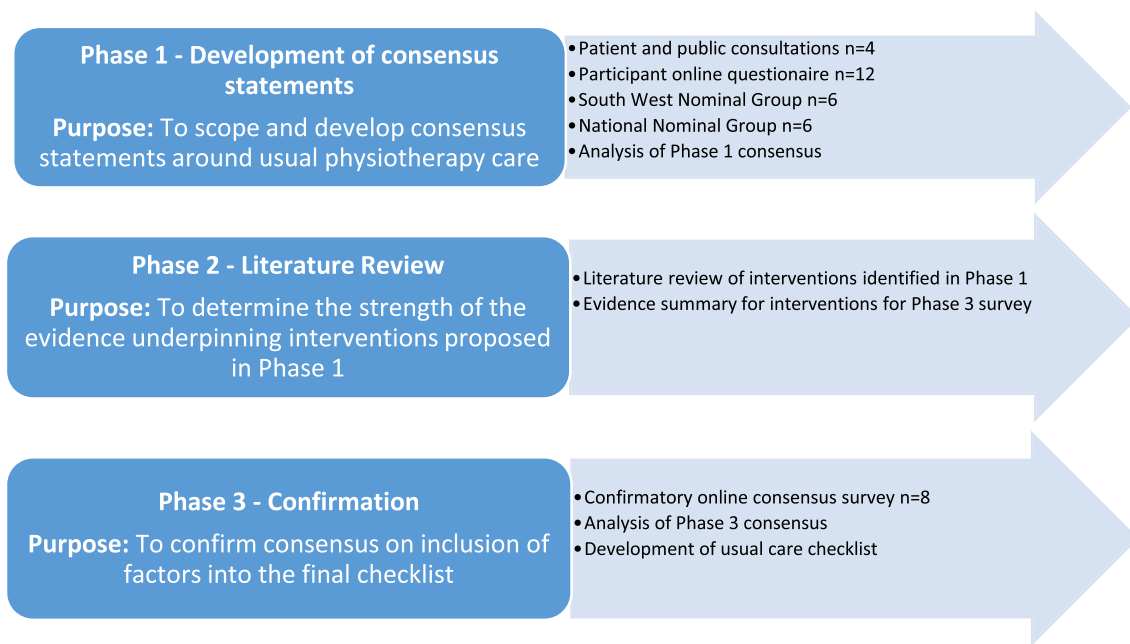 Phase 1 - Development of consensus
statements
Purpose: To scope and develop consensus
statements around usual physiotherapy care
•Patient and public consultations n=4
•Participant online questionaire n=12
•South West Nominal Group n=6
•National Nominal Group n=6
•Analysis of Phase 1 consensus
Phase 2 - Literature Review
Purpose: To determine the strength of the
evidence underpinning interventions proposed
in Phase 1
•Literature review of interventions identified in Phase 1
•Evidence summary for interventions for Phase 3 survey
Phase 3 - Confirmation
Purpose: To confirm consensus on inclusion of
factors into the final checklist
•Confirmatory online consensus survey n=8
•Analysis of Phase 3 consensus
•Development of usual care checklist